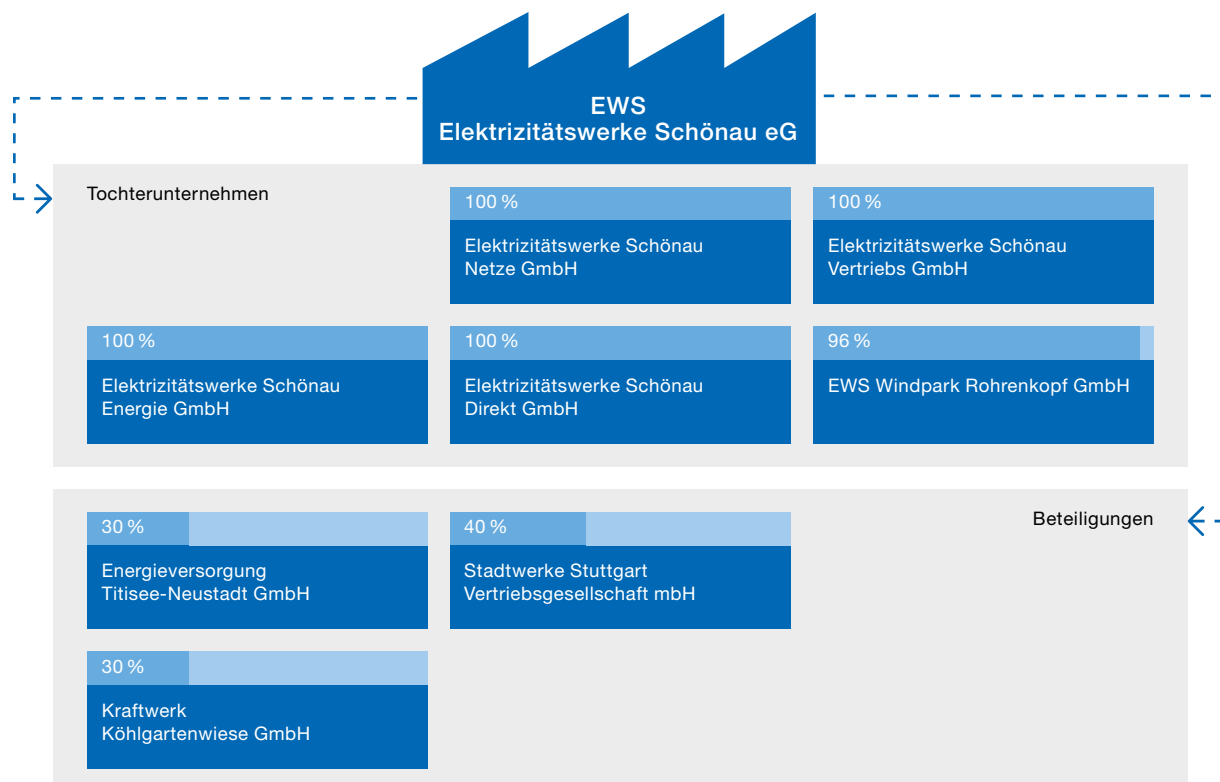 EWS
Elektrizitätswerke Schönau eG
Tochterunternehmen
100 %
Elektrizitätswerke Schönau
Netze GmbH
100 %
Elektrizitätswerke Schönau
Vertriebs GmbH
100 %
Elektrizitätswerke Schönau
Energie GmbH
100 %
Elektrizitätswerke Schönau
Direkt GmbH
96 %
EWS Windpark Rohrenkopf GmbH
Beteiligungen
30 %
Energieversorgung
Titisee-Neustadt GmbH
40 %
Stadtwerke Stuttgart
Vertriebsgesellschaft mbH
30 %
Kraftwerk
Köhlgartenwiese GmbH